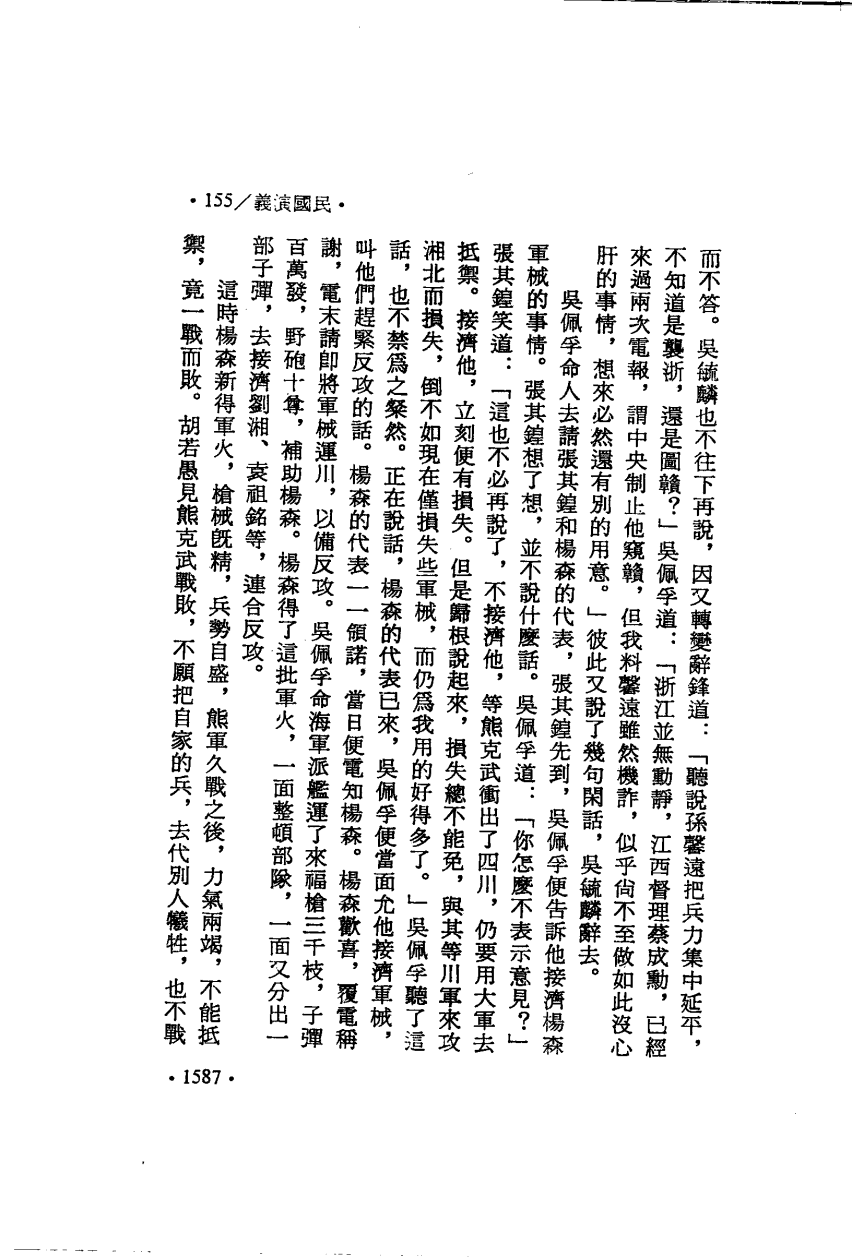 •155／義演國民•
而不答。吳毓麟也不往下再說，因又轉變辭鋒道：「聽說孫馨遠把兵力集中延平，
不知道是襲浙，還是圖贛？」吳佩孚道：「浙江並無動靜，江西督理蔡成勳，已經
來過兩次電報，謂中央制止他窺贛，但我料馨遠雖然機詐，似乎尙不至做如此沒心
肝的事情，想來必然還有別的用意。」彼此又說了幾句閑話，吳毓麟辭去。
吳佩孚命人去請張其鍠和楊森的代表，張其鍠先到，吳佩孚便告訴他接濟楊森
軍械的事情。張其鍠想了想，並不說什麼話。吳佩孚道：「你怎麼不表示意見？」
張其鍠笑道：「這也不必再說了，不接濟他，等熊克武衝出了四川，仍要用大軍去
抵禦。接濟他，立刻便有損失。但是歸根說起來，損失總不能免，與其等川軍來攻
湘北而損失，倒不如現在僅損失些軍械，而仍爲我用的好得多了。」吳佩孚聽了這
話，也不禁爲之粲然。正在說話，楊森的代表已來，吳佩孚便當面允他接濟軍械，
叫他們趕緊反攻的話。楊森的代表一一領諾，當日便電知楊森。楊森歡喜，覆電稱
謝，電末請卽將軍械運川，以備反攻。吳佩孚命海軍派艦運了來福槍三千枝，子彈
百萬發，野砲十尊，補助楊森。楊森得了這批軍火，一面整頓部隊，一面又分出一
部子彈，去接濟劉湘、袁祖銘等，連合反攻。
這時楊森新得軍火，槍械旣精，兵勢自盛，熊軍久戰之後，力氣兩竭，不能抵
禦，竟一戰而敗。胡若愚見熊克武戰敗，不願把自家的兵，去代別人犧牲，也不戰
•1587•